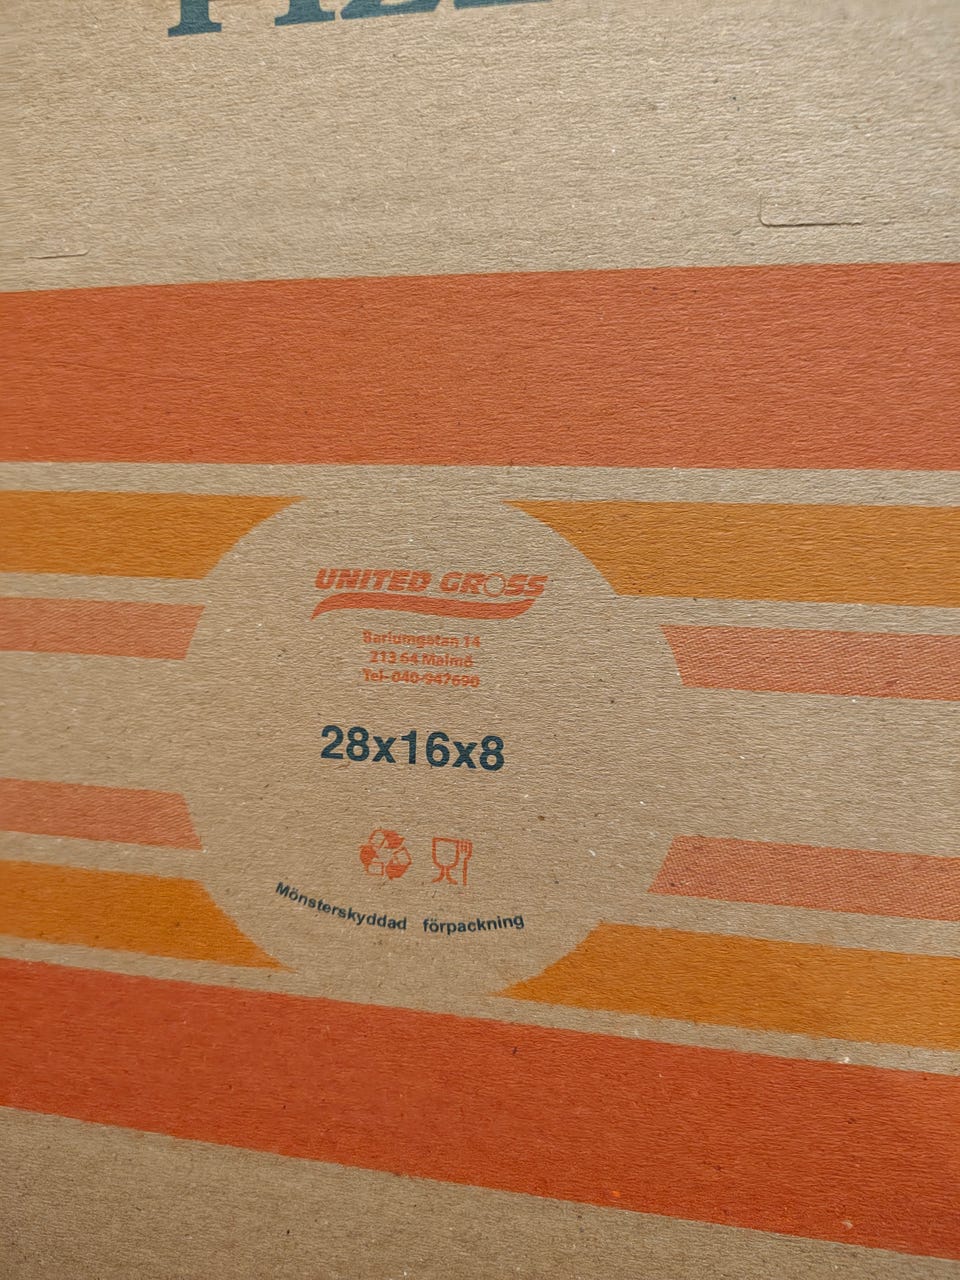 UNITED GROSS
Bariumgatan 14
213 64 Malmö
Tel- 040-947690
28x16x8
Mönsterskyddad förpackning